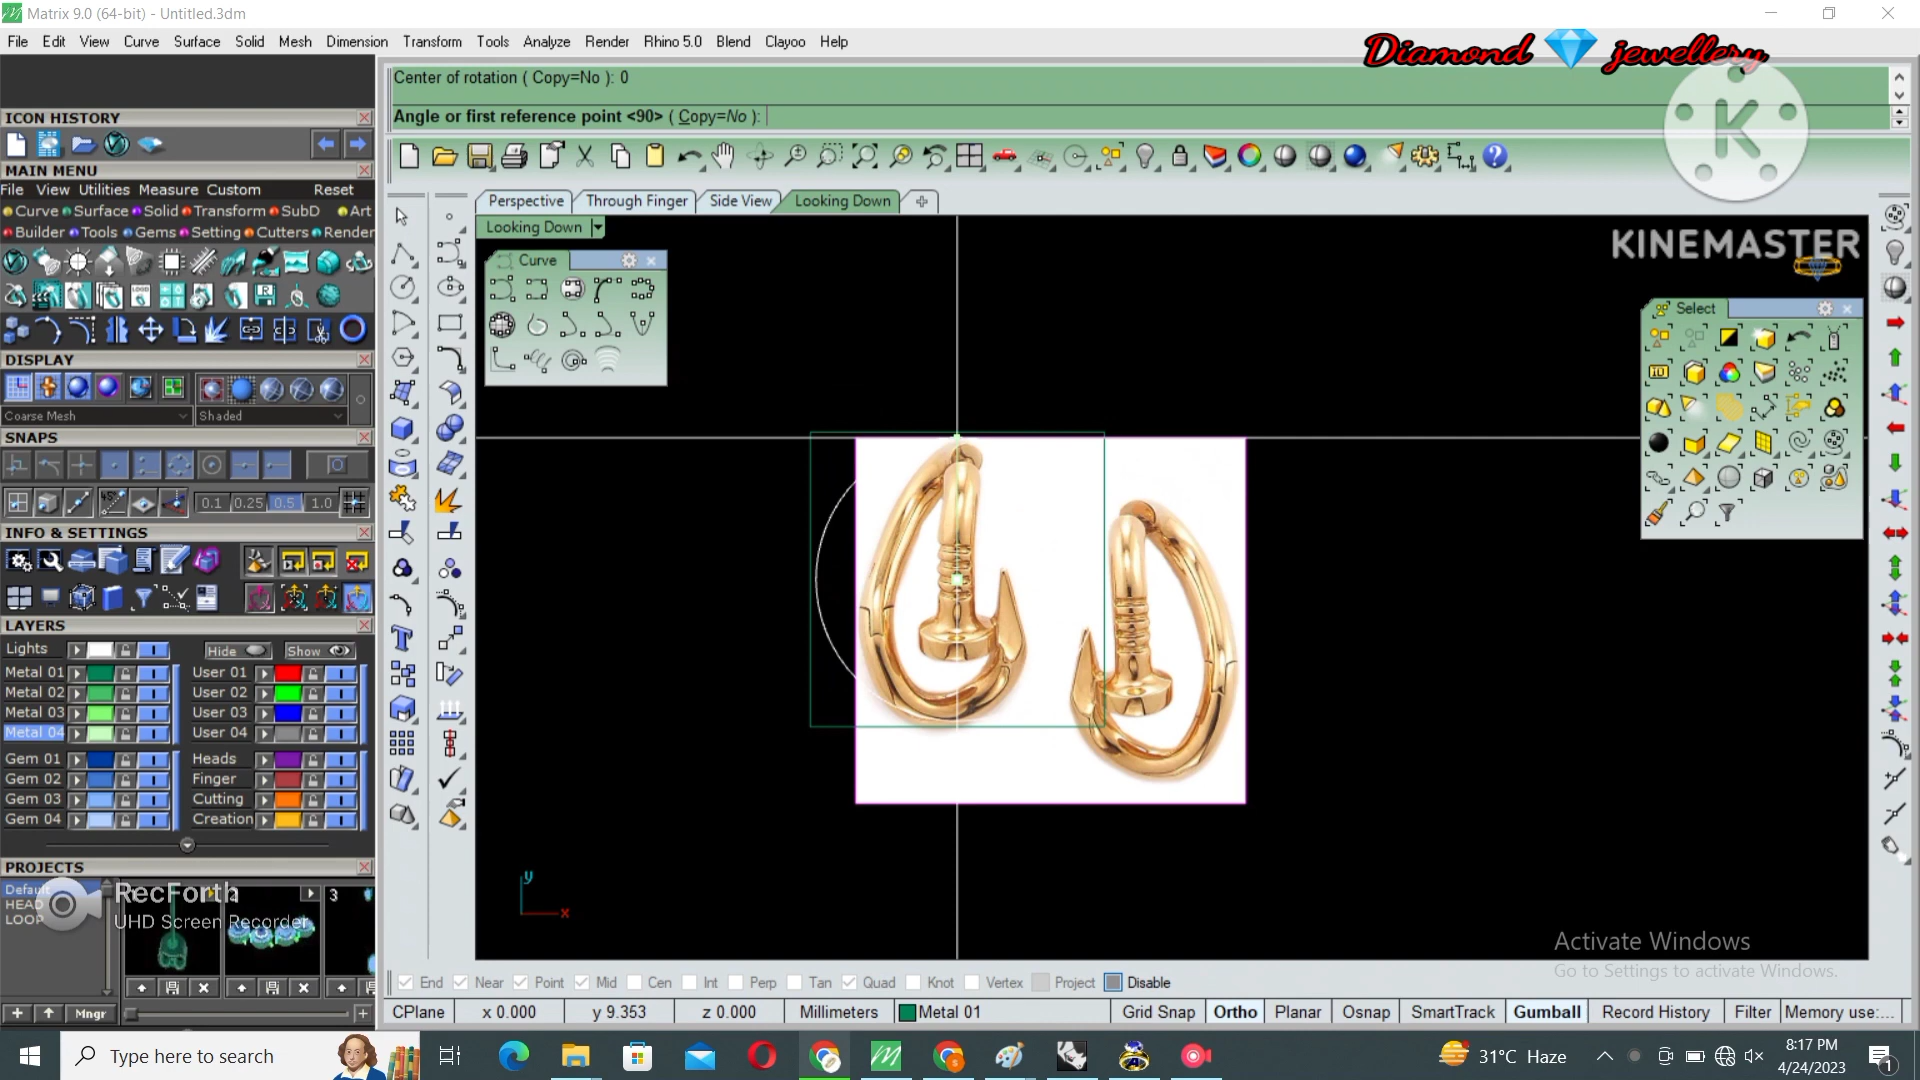 Matrix 9.0 (64-bit) - Untitled.3dm
File Edit View Curve Surface Solid Mesh Dimension Transform Tools Analyze Render Rhino 5.0 Blend Clayoo Help
Diamond jewellery
Center of rotation ( Copy=No ): 0
Angle or first reference point <90> ( Copy=No ):
K
KINEMASTER
ICON HISTORY
MAIN MENU
File View Utilities Measure Custom Reset
Curve Surface Solid Transform SubD Art
Builder Tools Gems Setting Cutters Render
DISPLAY
Coarse Mesh Shaded
SNAPS
0.1 0.25 0.5 1.0
INFO & SETTINGS
LAYERS
Lights Hide Show
Metal 01 User 01
Metal 02 User 02
Metal 03 User 03
Metal 04 User 04
Gem 01 Heads
Gem 02 Finger
Gem 03 Cutting
Gem 04 Creation
PROJECTS
Default
HEAD
LOOP
3
RecForth
UHD Screen Recorder
Mngr
Perspective Through Finger Side View Looking Down
Looking Down
Curve
Select
y
x
Activate Windows
Go to Settings to activate Windows.
End Near Point Mid Cen Int Perp Tan Quad Knot Vertex Project Disable
CPlane x 0.000 y 9.353 z 0.000 Millimeters Metal 01 Grid Snap Ortho Planar Osnap SmartTrack Gumball Record History Filter Memory use:...
Type here to search
31°C Haze
8:17 PM
4/24/2023
1